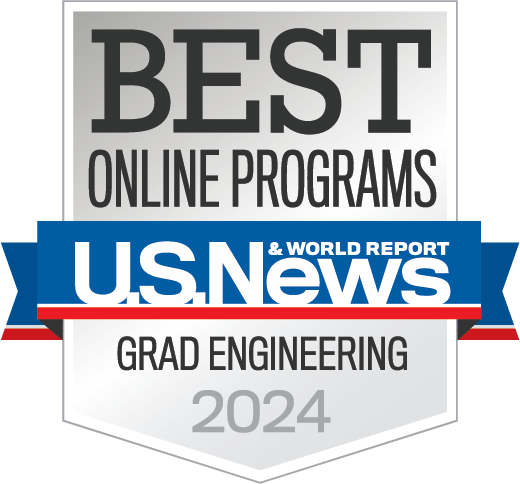 BEST
ONLINE PROGRAMS
& WORLD REPORT
U.S.News
GRAD ENGINEERING
2024